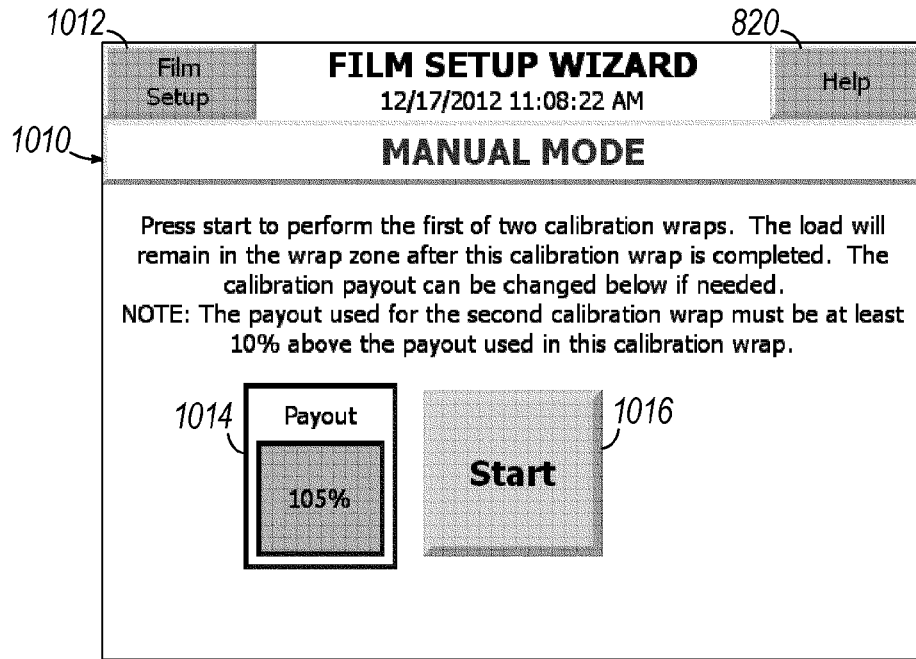 1012
820
Film
Setup
FILM SETUP WIZARD
12/17/2012 11:08:22 AM
Help
1010
MANUAL MODE
Press start to perform the first of two calibration wraps. The load will
remain in the wrap zone after this calibration wrap is completed. The
calibration payout can be changed below if needed.
NOTE: The payout used for the second calibration wrap must be at least
10% above the payout used in this calibration wrap.
1014
Payout
105%
Start
1016